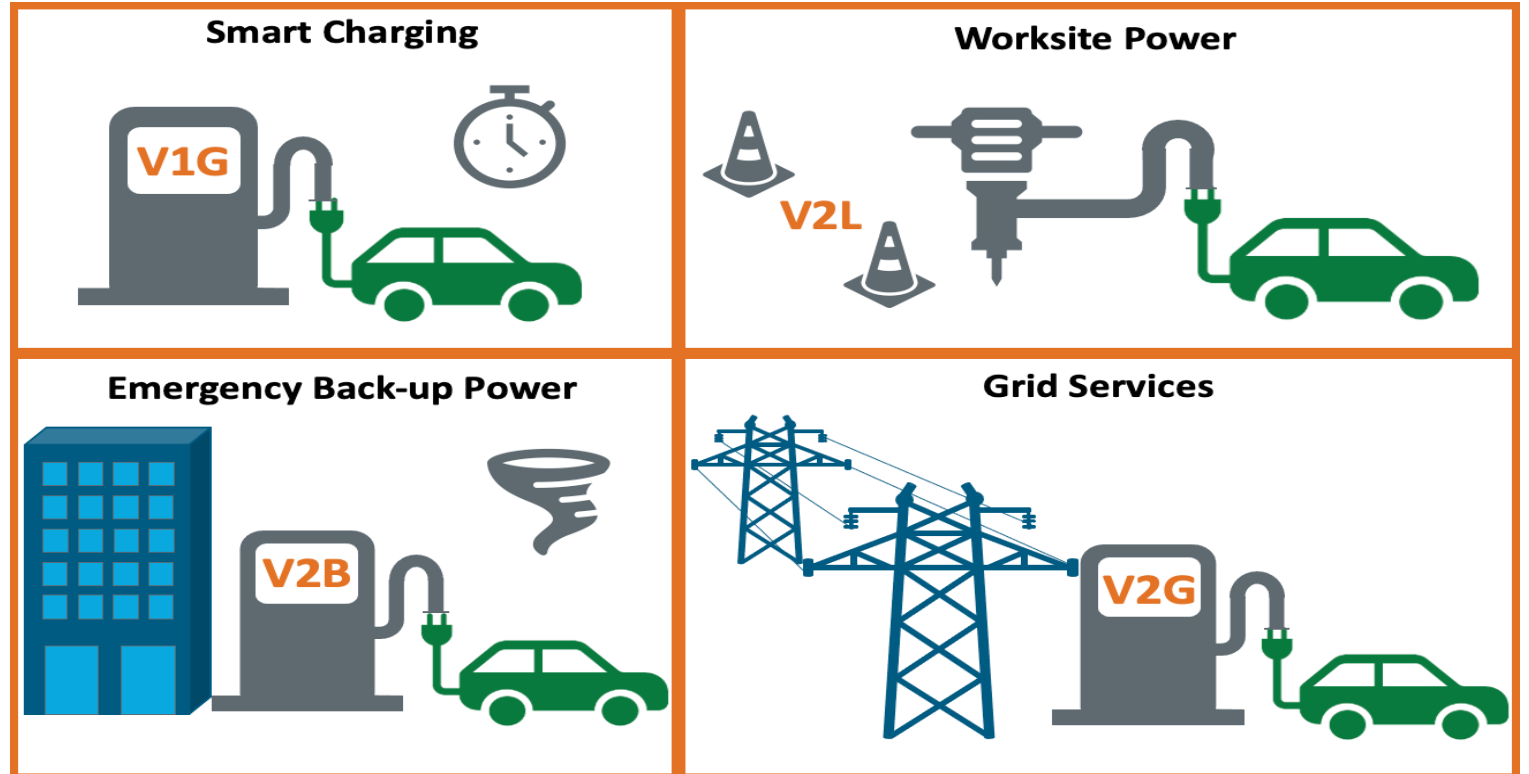 Smart Charging
V1G
Worksite Power
V2L
Emergency Back-up Power
V2B
Grid Services
V2G